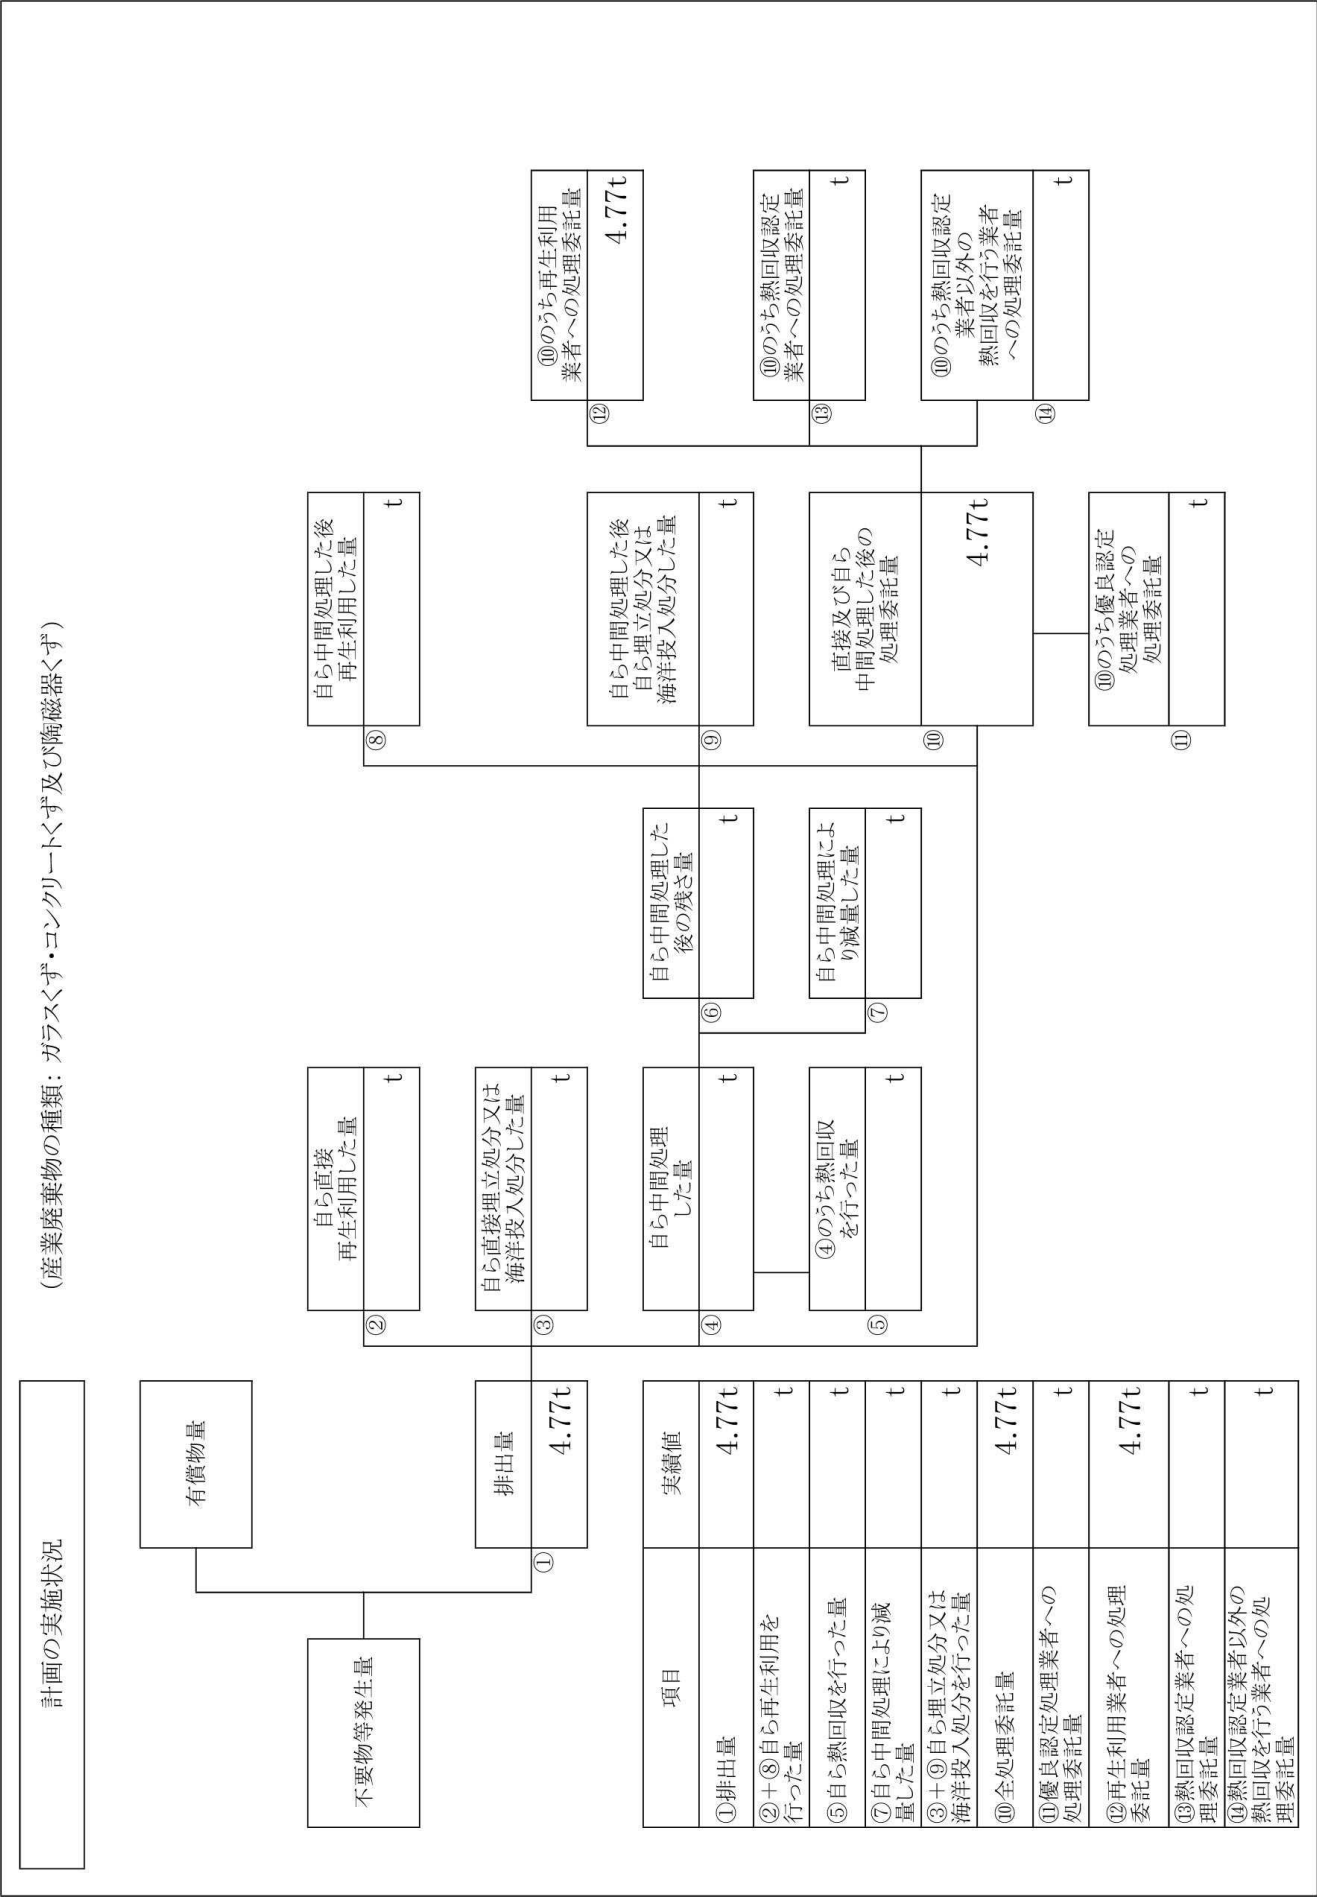 計画の実施状況
（産業廃棄物の種類：ガラスくず・コンクリートくず及び陶磁器くず）
有償物量
不要物等発生量
排出量
①
4.77t
自ら直接
再生利用した量
②
t
自ら直接埋立処分又は
海洋投入処分した量
③
t
自ら中間処理
した量
④
t
④のうち熱回収
を行った量
⑤
t
自ら中間処理した
後の残さ量
⑥
t
自ら中間処理によ
り減量した量
⑦
t
自ら中間処理した後
再生利用した量
⑧
t
自ら中間処理した後
自ら埋立処分又は
海洋投入処分した量
⑨
t
直接及び自ら
中間処理した後の
処理委託量
⑩
4.77t
⑩のうち優良認定
処理業者への
処理委託量
⑪
t
⑩のうち再生利用
業者への処理委託量
⑫
4.77t
⑩のうち熱回収認定
業者への処理委託量
⑬
t
⑩のうち熱回収認定
業者以外の
熱回収を行う業者
への処理委託量
⑭
t
項目 実績値
①排出量 4.77t
②＋⑧自ら再生利用を
行った量 t
⑤自ら熱回収を行った量 t
⑦自ら中間処理により減
量した量 t
③＋⑨自ら埋立処分又は
海洋投入処分を行った量 t
⑩全処理委託量 4.77t
⑪優良認定処理業者への
処理委託量 t
⑫再生利用業者への処理
委託量 4.77t
⑬熱回収認定業者への処
理委託量 t
⑭熱回収認定業者以外の
熱回収を行う業者への処
理委託量 t